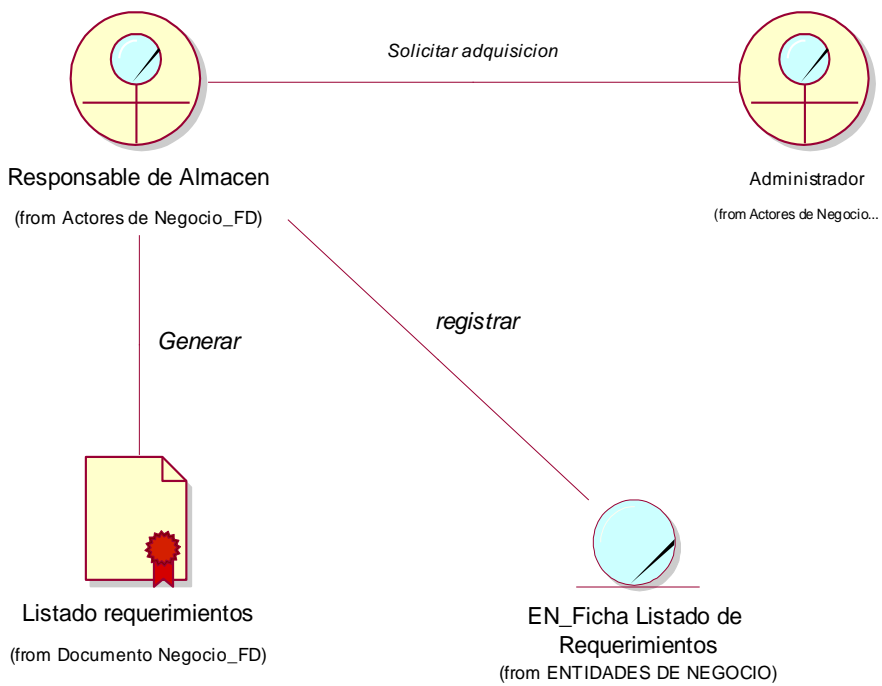 Solicitar adquisicion
Responsable de Almacen
(from Actores de Negocio_FD)
Administrador
(from Actores de Negocio...
Generar
registrar
Listado requerimientos
(from Documento Negocio_FD)
EN_Ficha Listado de
Requerimientos
(from ENTIDADES DE NEGOCIO)